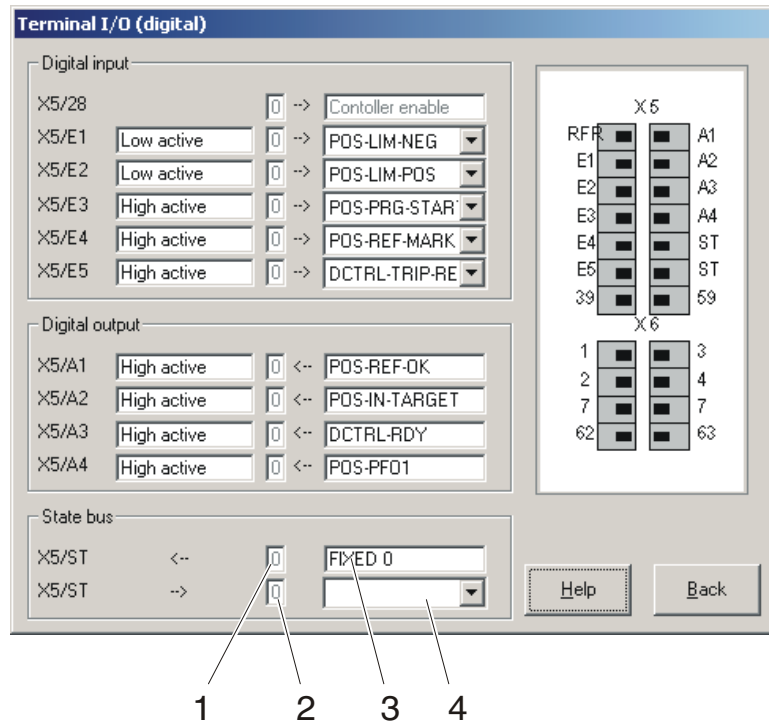 Terminal I/O (digital)
Digital input
X5/28 0 --> Contoller enable
X5/E1 Low active 0 --> POS-LIM-NEG
X5/E2 Low active 0 --> POS-LIM-POS
X5/E3 High active 0 --> POS-PRG-STAR
X5/E4 High active 0 --> POS-REF-MARK
X5/E5 High active 0 --> DCTRL-TRIP-RE
Digital output
X5/A1 High active 0 <-- POS-REF-OK
X5/A2 High active 0 <-- POS-IN-TARGET
X5/A3 High active 0 <-- DCTRL-RDY
X5/A4 High active 0 <-- POS-PFO1
State bus
X5/ST <-- 0 FIXED 0
X5/ST --> 0
X5
RFR A1
E1 A2
E2 A3
E3 A4
E4 ST
E5 ST
39 59
X6
1 3
2 4
7 7
62 63
Help Back
1 2 3 4